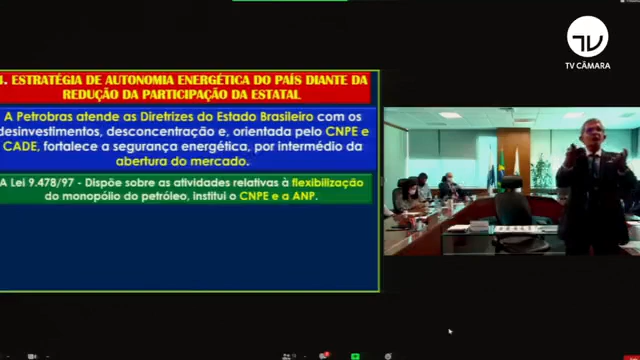 3. ESTRATÉGIA DE AUTONOMIA ENERGÉTICA DO PAÍS DIANTE DA
REDUÇÃO DA PARTICIPAÇÃO DA ESTATAL
A Petrobras atende as Diretrizes do Estado Brasileiro com os
desinvestimentos, desconcentração e, orientada pelo CNPE e
CADE, fortalece a segurança energética, por intermédio da
abertura do mercado.
A Lei 9.478/97 - Dispõe sobre as atividades relativas à flexibilização
do monopólio do petróleo, institui o CNPE e a ANP.
TV CÂMARA